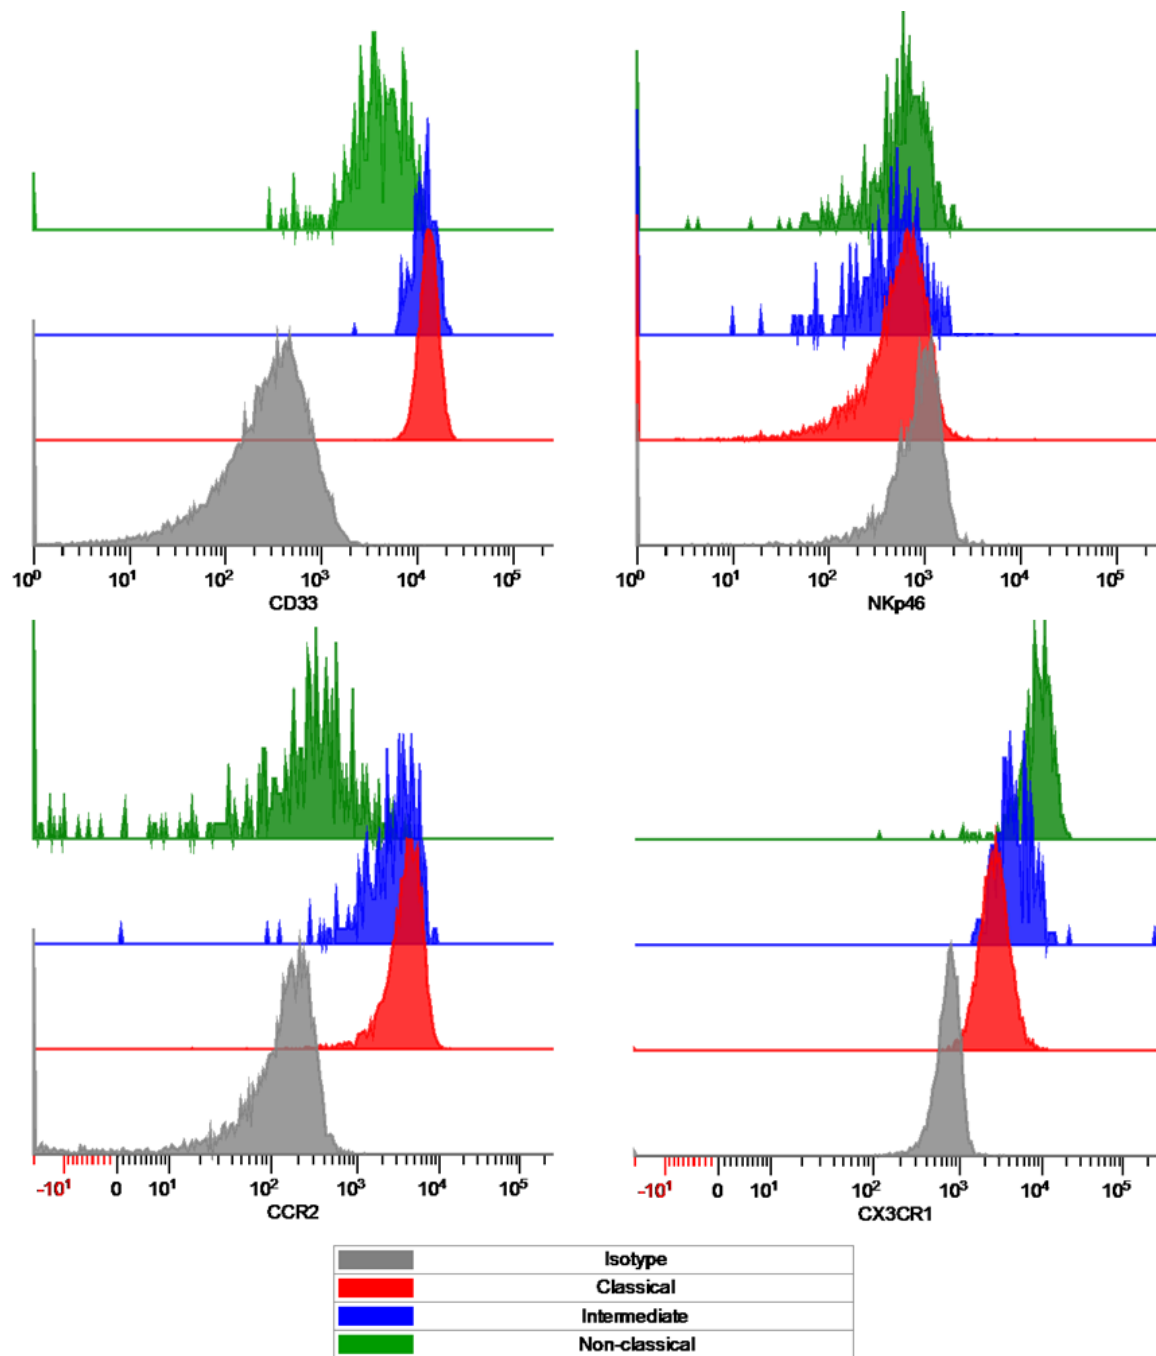 10⁰ 10¹ 10² 10³ 10⁴ 10⁵
CD33
10⁰ 10¹ 10² 10³ 10⁴ 10⁵
NKp46
-10¹ 0 10¹ 10² 10³ 10⁴ 10⁵
CCR2
-10¹ 0 10¹ 10² 10³ 10⁴ 10⁵
CX3CR1
Isotype
Classical
Intermediate
Non-classical